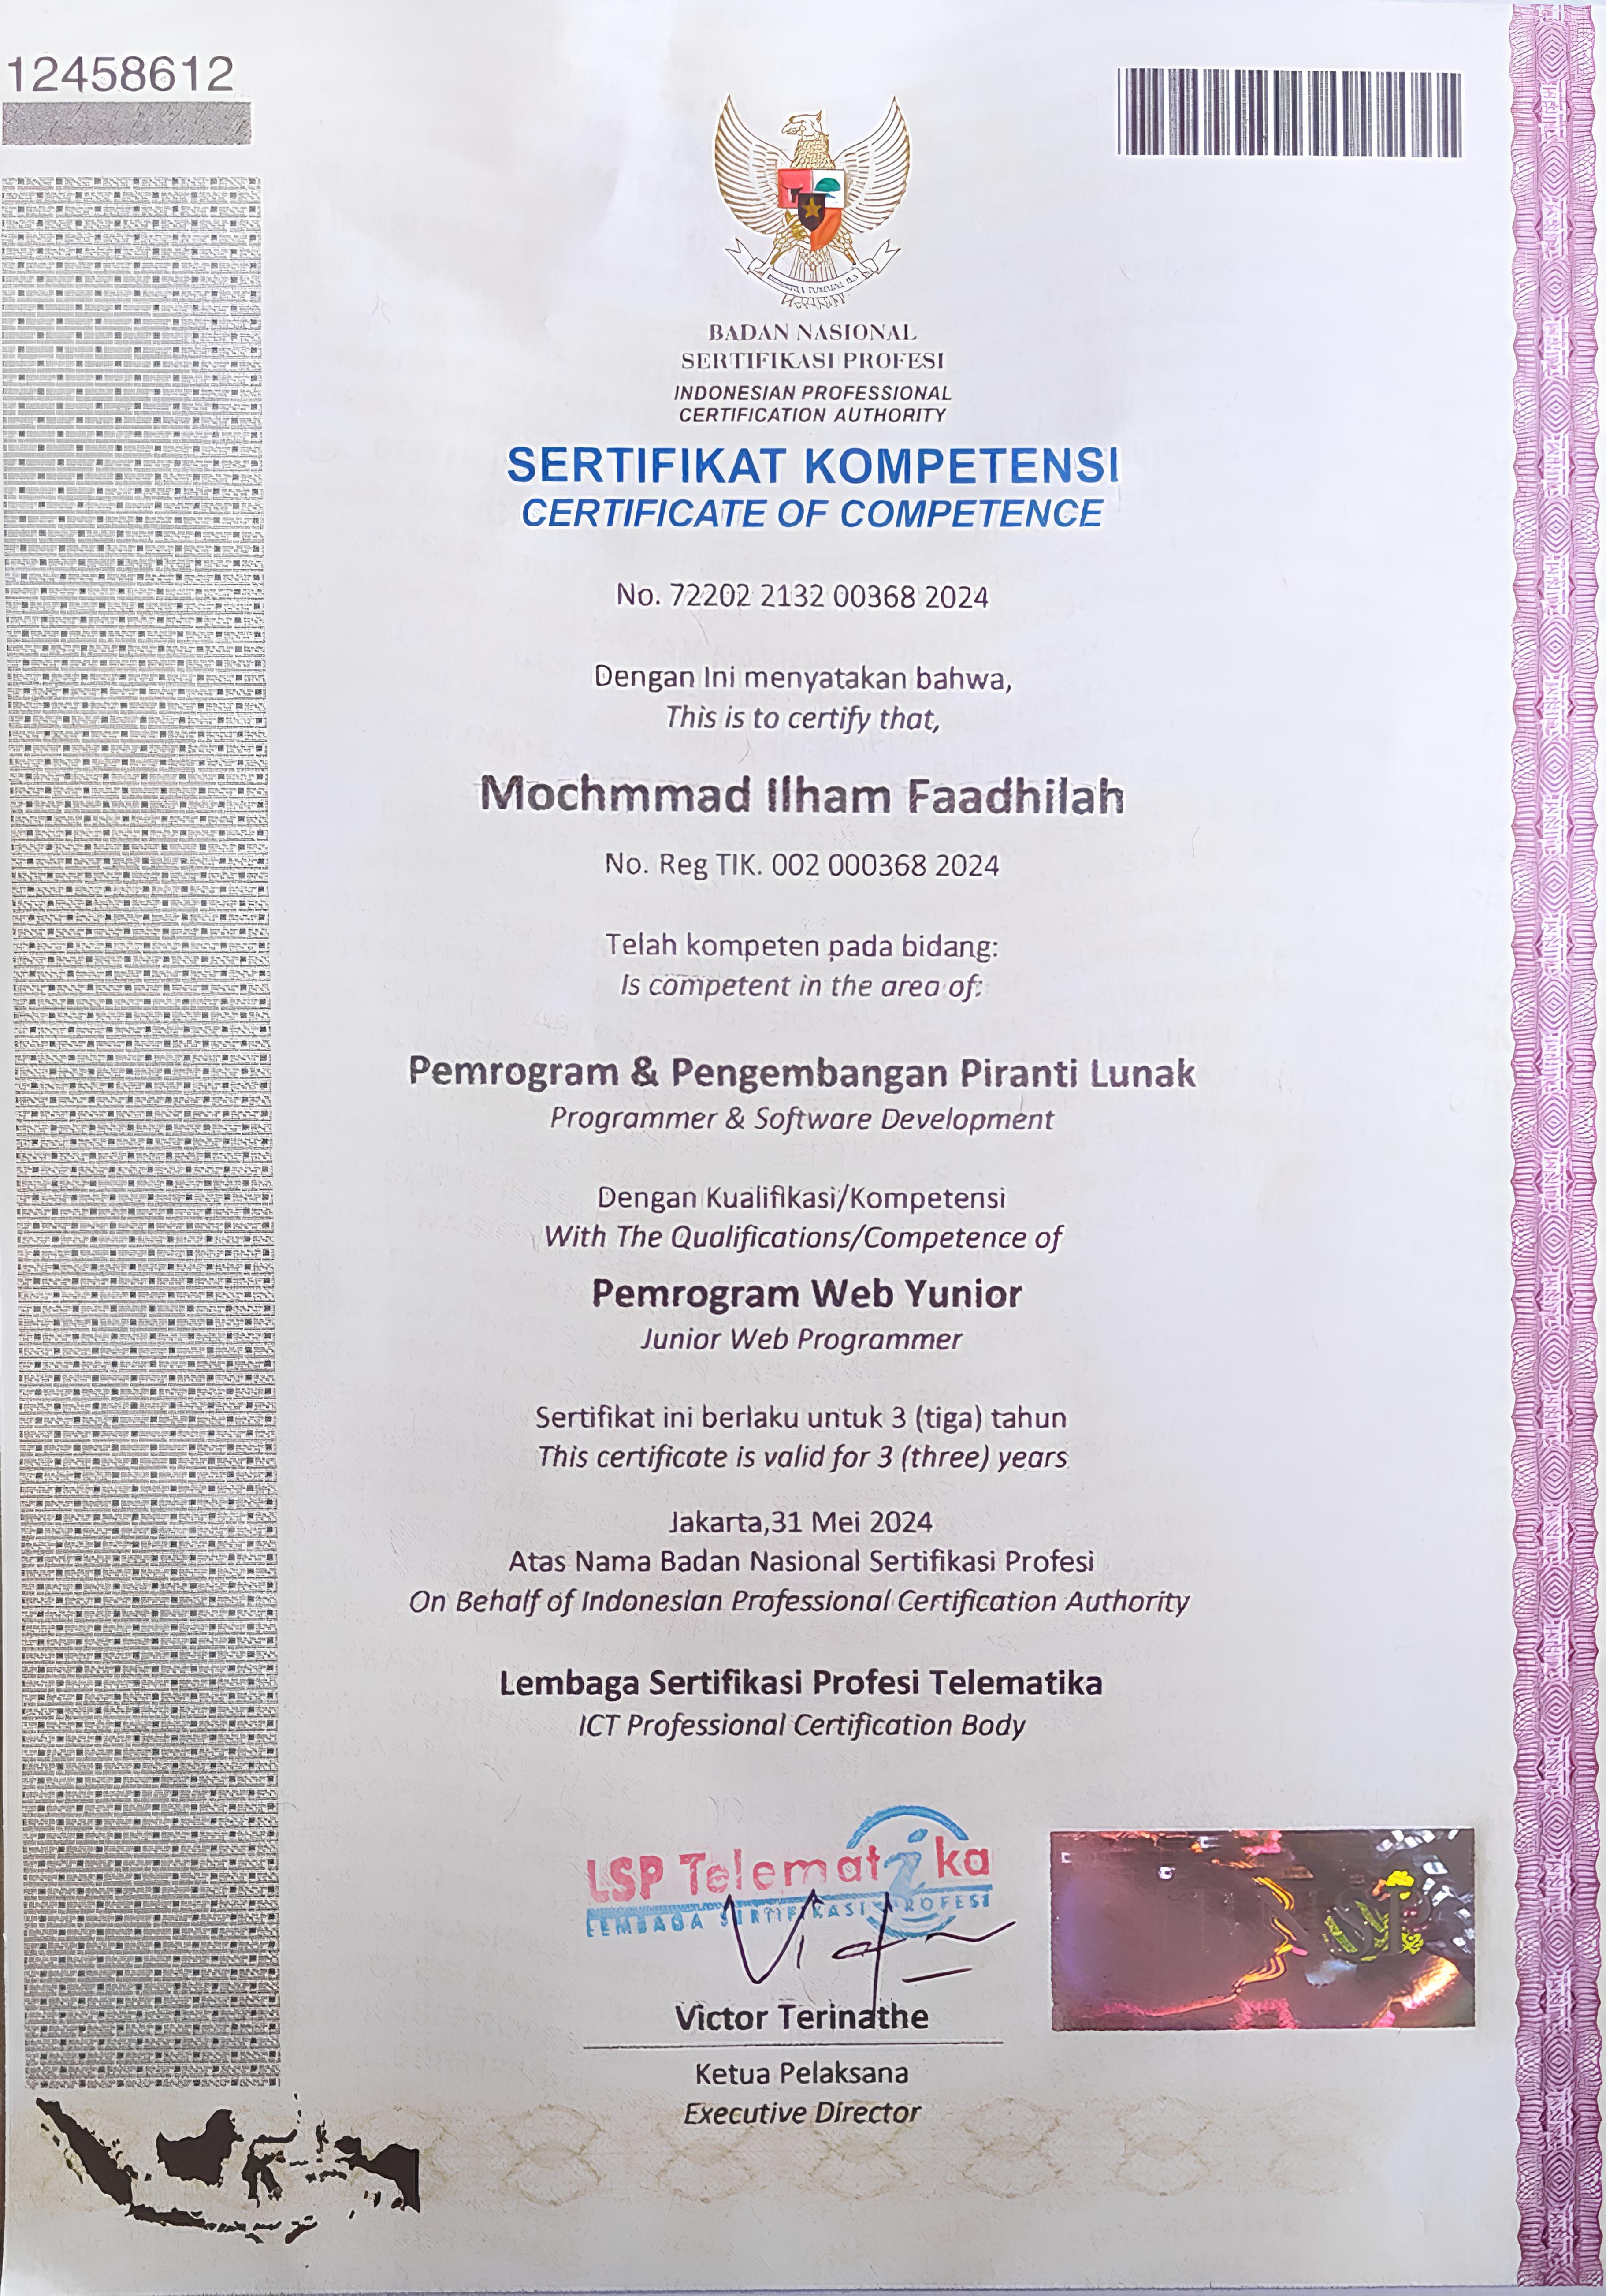 12458612
BADAN NASIONAL
SERTIFIKASI PROFESI
INDONESIAN PROFESSIONAL
CERTIFICATION AUTHORITY
SERTIFIKAT KOMPETENSI
CERTIFICATE OF COMPETENCE
No. 72202 2132 00368 2024
Dengan Ini menyatakan bahwa,
This is to certify that,
Mochmmad Ilham Faadhilah
No. Reg TIK. 002 000368 2024
Telah kompeten pada bidang:
Is competent in the area of:
Pemrogram & Pengembangan Piranti Lunak
Programmer & Software Development
Dengan Kualifikasi/Kompetensi
With The Qualifications/Competence of
Pemrogram Web Yunior
Junior Web Programmer
Sertifikat ini berlaku untuk 3 (tiga) tahun
This certificate is valid for 3 (three) years
Jakarta,31 Mei 2024
Atas Nama Badan Nasional Sertifikasi Profesi
On Behalf of Indonesian Professional Certification Authority
Lembaga Sertifikasi Profesi Telematika
ICT Professional Certification Body
LSP Telematika
LEMBAGA SERTIFIKASI PROFESI
Victor Terinathe
Ketua Pelaksana
Executive Director